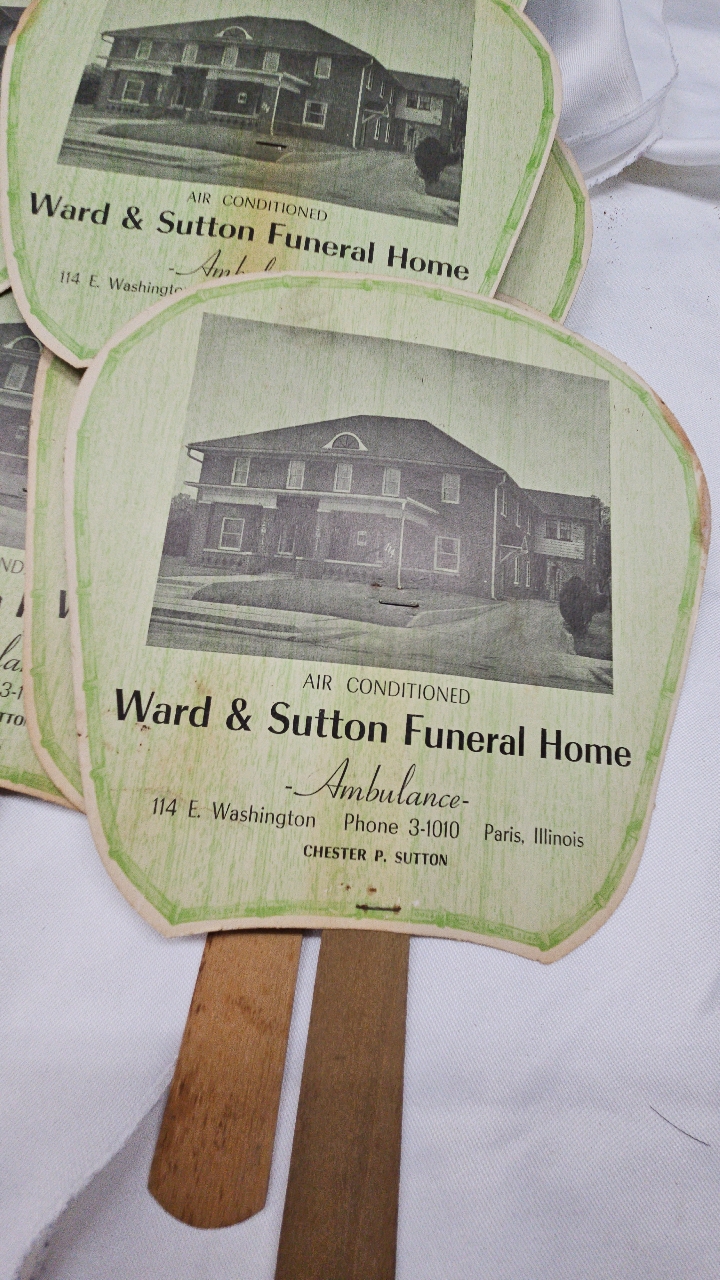 AIR CONDITIONED
Ward & Sutton Funeral Home
114 E.
AIR CONDITIONED
Ward & Sutton Funeral Home
-Ambulance-
114 E. Washington Phone 3-1010 Paris, Illinois
CHESTER P. SUTTON